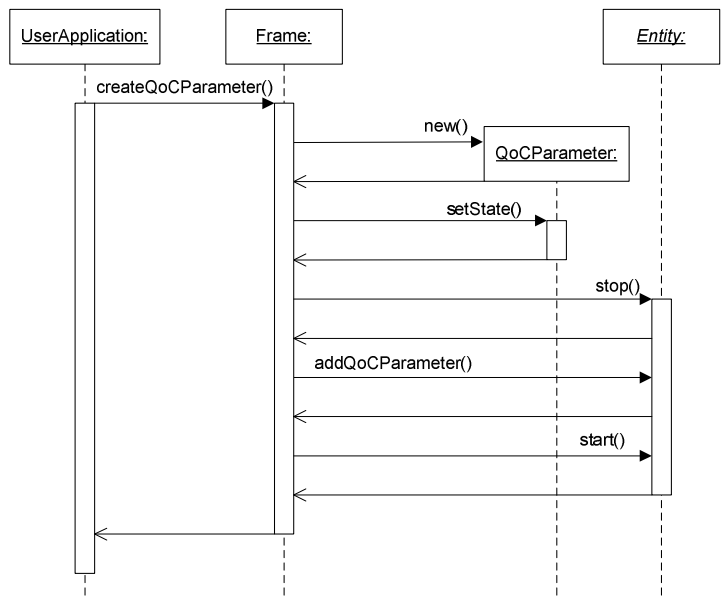 UserApplication:
Frame:
Entity:
createQoCParameter()
new()
QoCParameter:
setState()
stop()
addQoCParameter()
start()